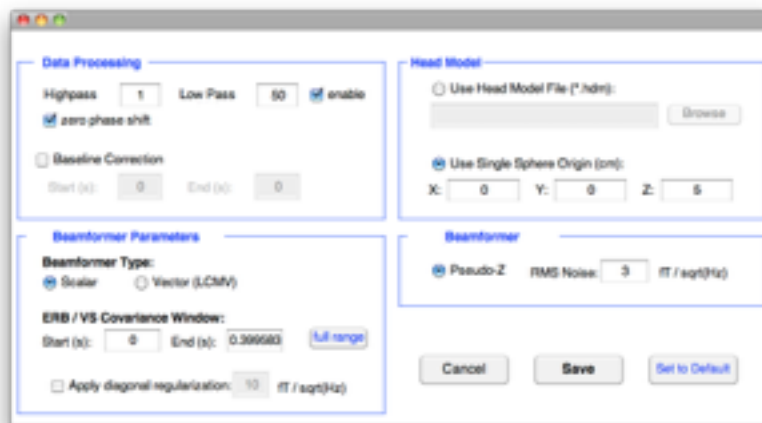 Data Processing
Highpass 1 Low Pass 50 enable
zero phase shift
Baseline Correction
Start (s): 0 End (s): 0
Head Model
Use Head Model File (*.hdm):
Browse
Use Single Sphere Origin (cm):
X: 0 Y: 0 Z: 5
Beamformer Parameters
Beamformer Type:
Scalar Vector (LCMV)
ERB / VS Covariance Window:
Start (s): 0 End (s): 0.399583 full range
Apply diagonal regularization: 10 fT / sqrt(Hz)
Beamformer
Pseudo-Z RMS Noise: 3 fT / sqrt(Hz)
Cancel Save Set to Default